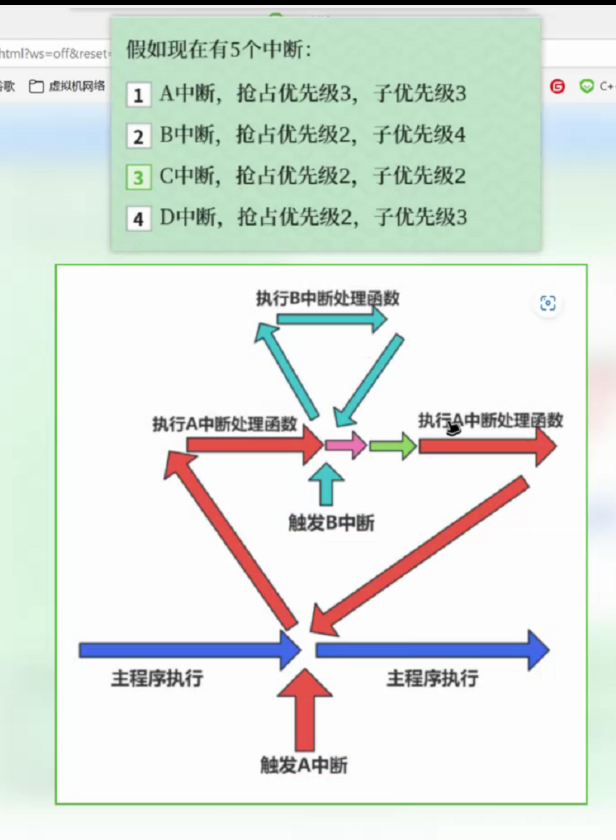 html?ws=off&reset=
假如现在有5个中断：
歌 虚拟机网络
G C+
1 A中断，抢占优先级3，子优先级3
2 B中断，抢占优先级2，子优先级4
3 C中断，抢占优先级2，子优先级2
4 D中断，抢占优先级2，子优先级3
执行B中断处理函数
执行A中断处理函数
执行A中断处理函数
触发B中断
主程序执行
主程序执行
触发A中断